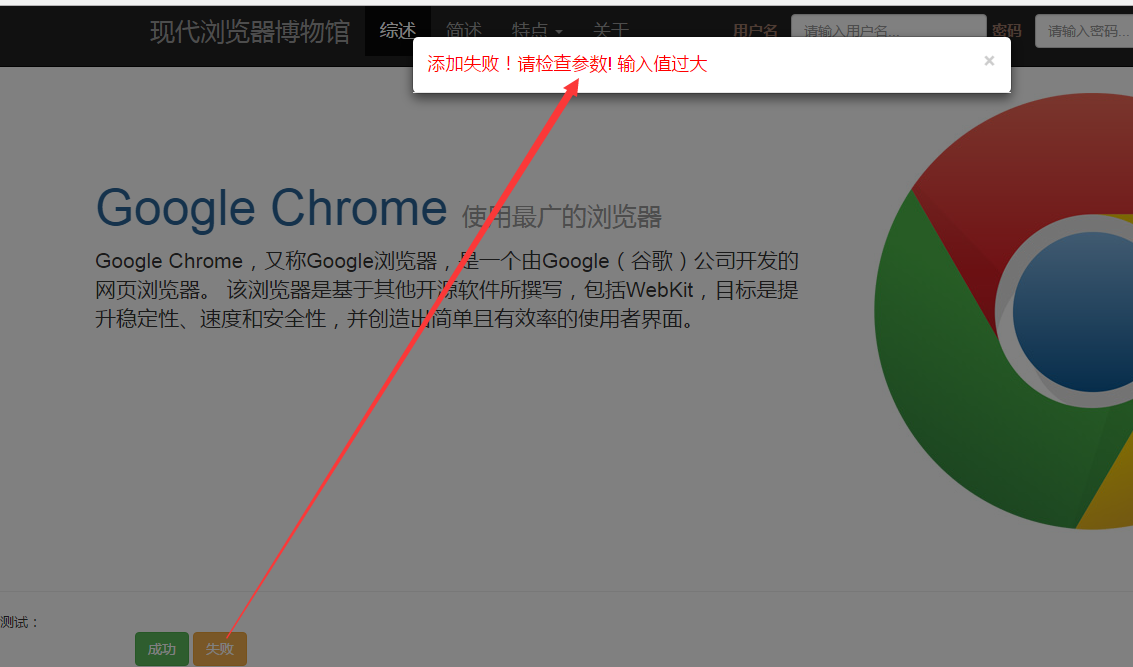 现代浏览器博物馆 综述 简述 特点 关于 用户名 请输入用户名... 密码 请输入密码...
添加失败！请检查参数! 输入值过大 ×
Google Chrome 使用最广的浏览器
Google Chrome，又称Google浏览器，是一个由Google（谷歌）公司开发的
网页浏览器。 该浏览器是基于其他开源软件所撰写，包括WebKit，目标是提
升稳定性、速度和安全性，并创造出简单且有效率的使用者界面。
测试：
成功 失败